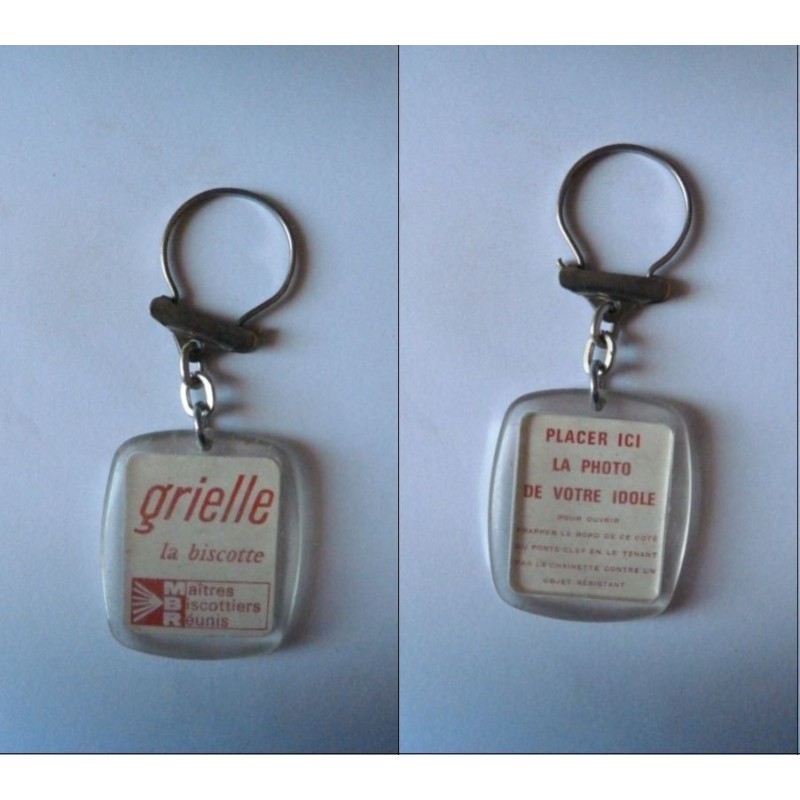 grielle
la biscotte
Maîtres
Biscottiers
Réunis
PLACER ICI
LA PHOTO
DE VOTRE IDOLE
POUR OUVRIR
FRAPPER LE BORD DE CE COTÉ
DU PORTE-CLEF EN LE TENANT
PAR LE CHAINETTE CONTRE UN
OBJET RÉSISTANT